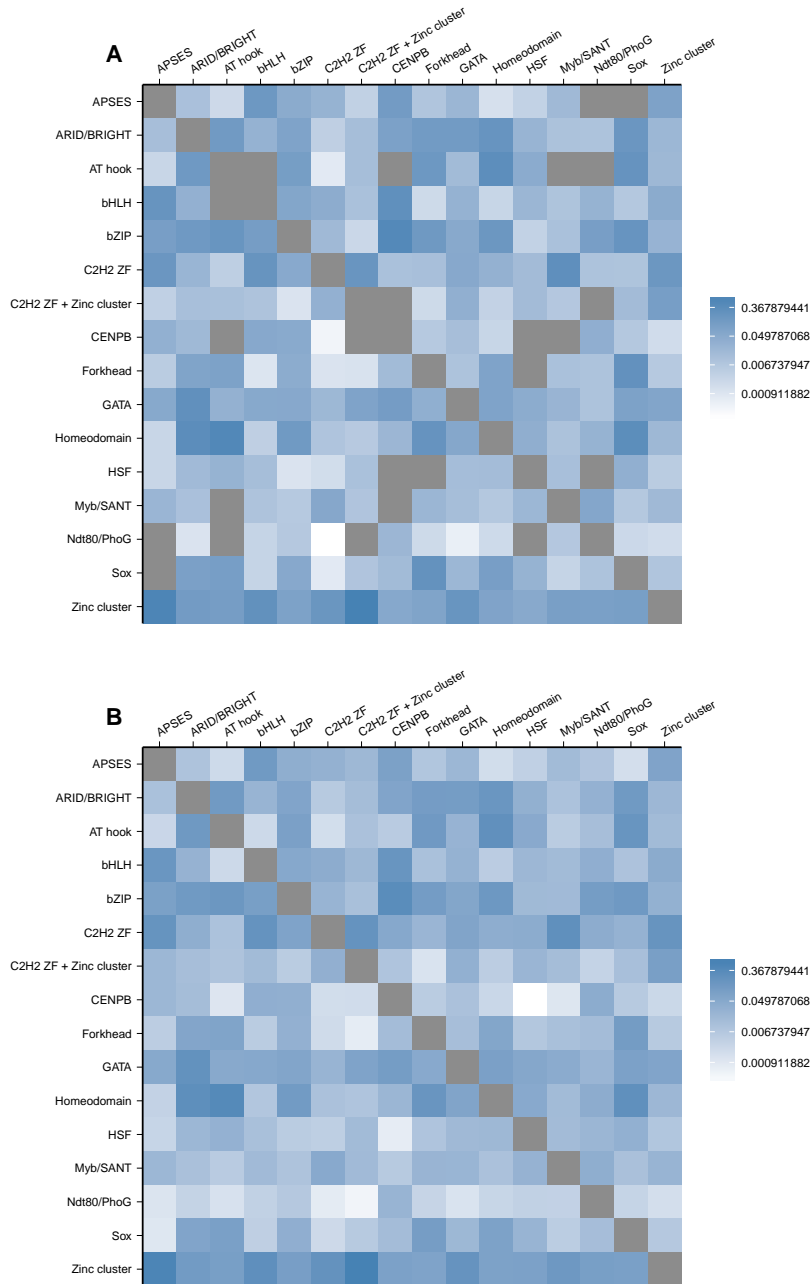 A
APSES
ARID/BRIGHT
AT hook
bHLH
bZIP
C2H2 ZF
C2H2 ZF + Zinc cluster
CENPB
Forkhead
GATA
Homeodomain
HSF
Myb/SANT
Ndt80/PhoG
Sox
Zinc cluster
APSES
ARID/BRIGHT
AT hook
bHLH
bZIP
C2H2 ZF
C2H2 ZF + Zinc cluster
CENPB
Forkhead
GATA
Homeodomain
HSF
Myb/SANT
Ndt80/PhoG
Sox
Zinc cluster
0.367879441
0.049787068
0.006737947
0.000911882
B
APSES
ARID/BRIGHT
AT hook
bHLH
bZIP
C2H2 ZF
C2H2 ZF + Zinc cluster
CENPB
Forkhead
GATA
Homeodomain
HSF
Myb/SANT
Ndt80/PhoG
Sox
Zinc cluster
APSES
ARID/BRIGHT
AT hook
bHLH
bZIP
C2H2 ZF
C2H2 ZF + Zinc cluster
CENPB
Forkhead
GATA
Homeodomain
HSF
Myb/SANT
Ndt80/PhoG
Sox
Zinc cluster
0.367879441
0.049787068
0.006737947
0.000911882